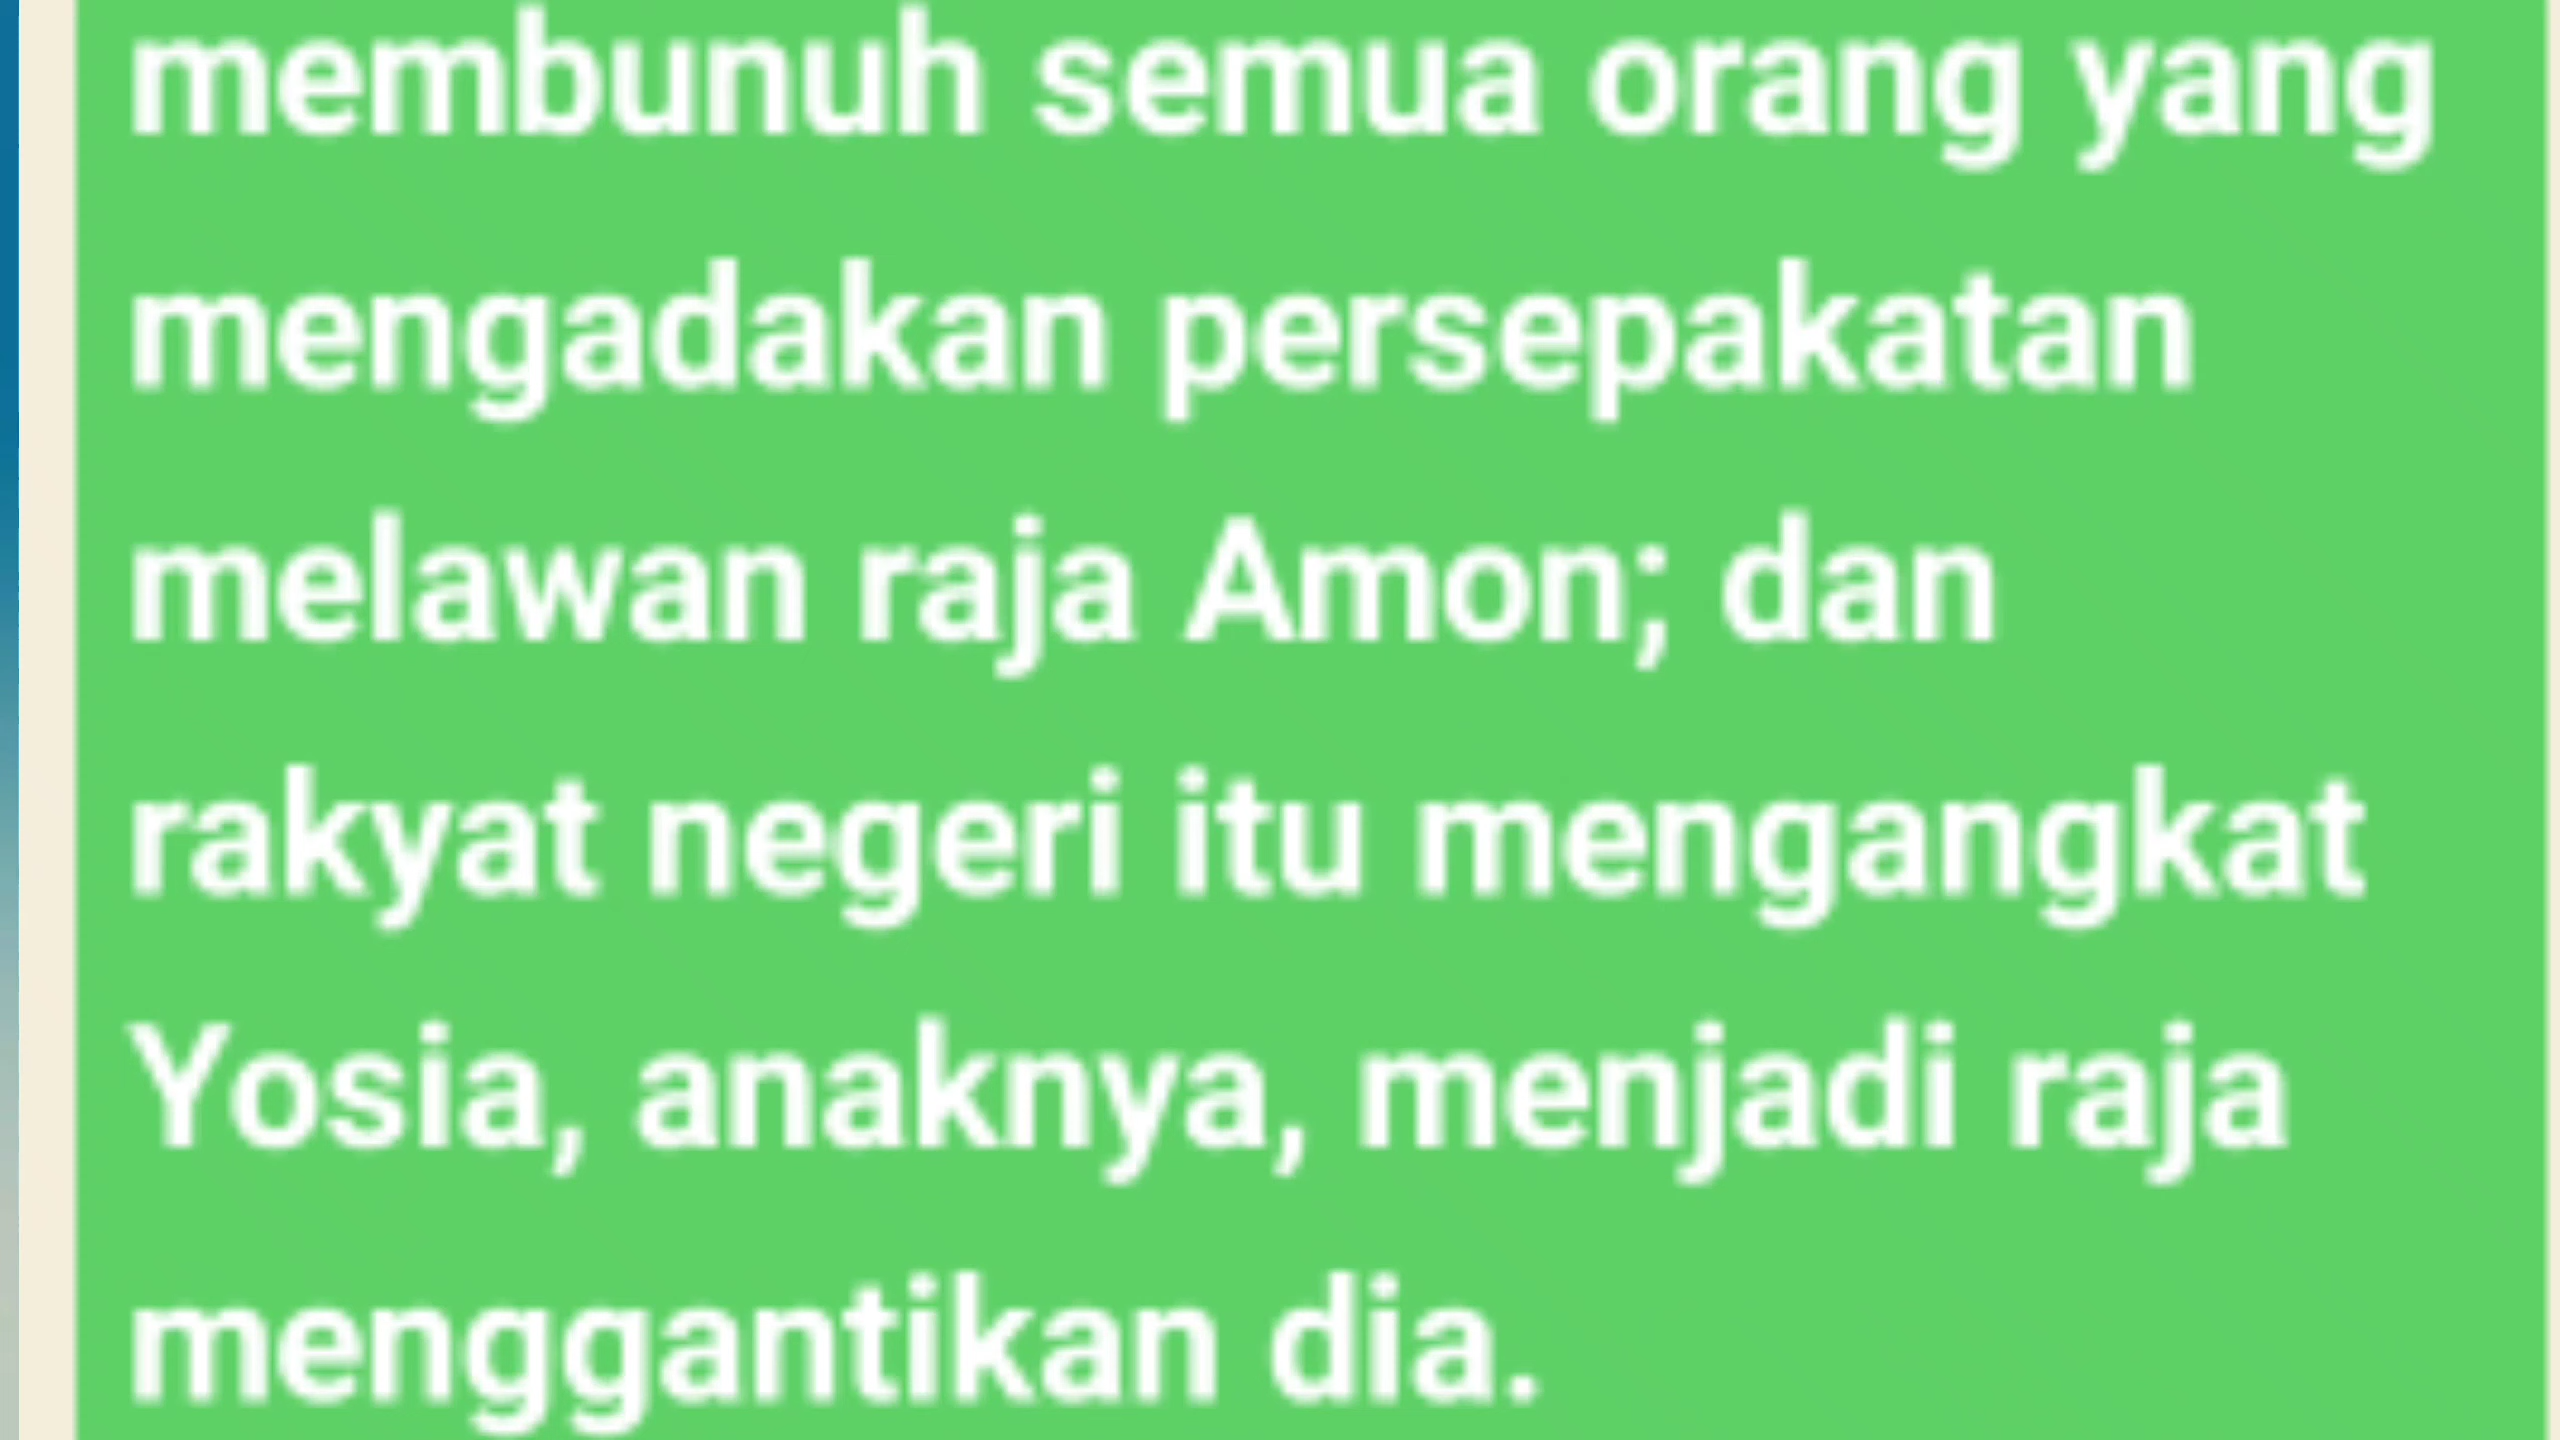 membunuh semua orang yang
mengadakan persepakatan
melawan raja Amon; dan
rakyat negeri itu mengangkat
Yosia, anaknya, menjadi raja
menggantikan dia.